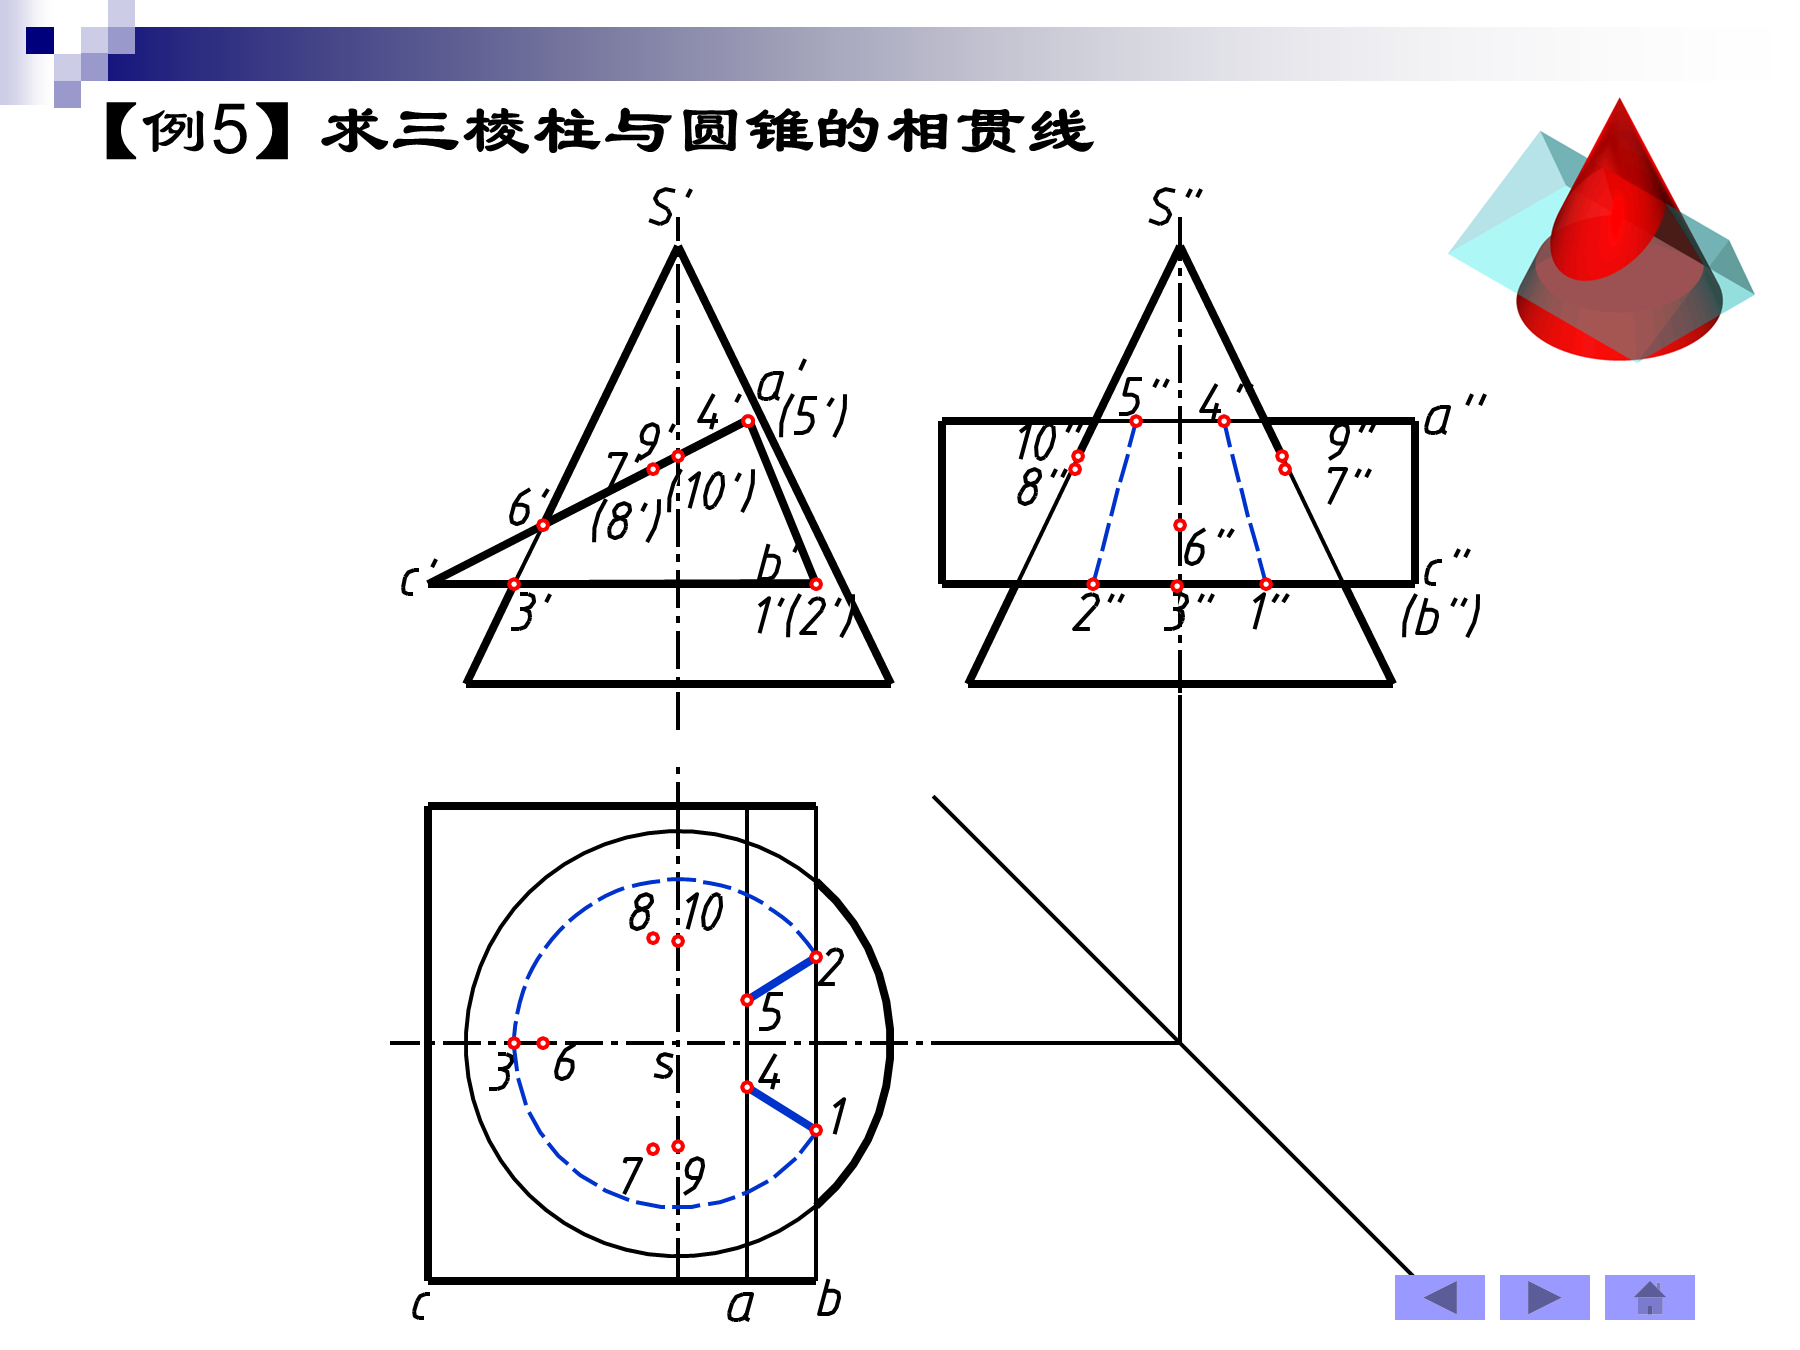 【例5】求三棱柱与圆锥的相贯线
S' S"
a' 4' (5') 9' 7' (10') 6' (8') c' b' 3' 1'(2')
5" 4" a" 10" 9" 8" 7" 6" c" 2" 3" 1" (b")
8 10 2 5 3 6 s 4 1 7 9
c a b